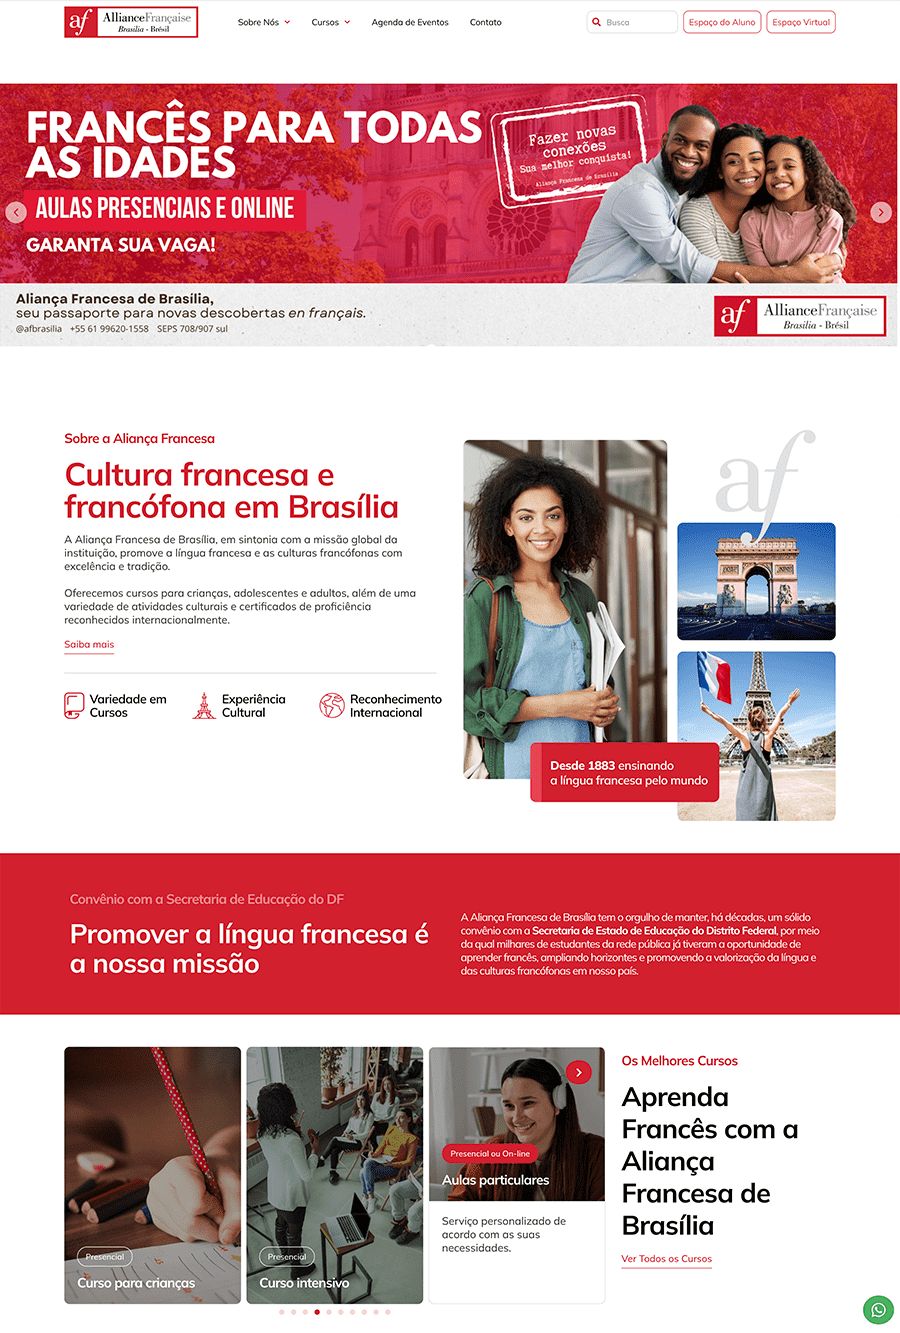 af AllianceFrançaise
Brasilia - Brésil
Sobre Nós
Cursos
Agenda de Eventos
Contato
Busca
Espaço do Aluno
Espaço Virtual
FRANCÊS PARA TODAS
AS IDADES
AULAS PRESENCIAIS E ONLINE
GARANTA SUA VAGA!
Fazer novas
conexões
Sua melhor conquista!
Aliança Francesa de Brasília
Aliança Francesa de Brasília,
seu passaporte para novas descobertas en français.
@afbrasilia +55 61 99620-1558 SEPS 708/907 sul
af AllianceFrançaise
Brasilia - Brésil
Sobre a Aliança Francesa
Cultura francesa e
francófona em Brasília
A Aliança Francesa de Brasília, em sintonia com a missão global da
instituição, promove a língua francesa e as culturas francófonas com
excelência e tradição.
Oferecemos cursos para crianças, adolescentes e adultos, além de uma
variedade de atividades culturais e certificados de proficiência
reconhecidos internacionalmente.
Saiba mais
Variedade em
Cursos
Experiência
Cultural
Reconhecimento
Internacional
af
Desde 1883 ensinando
a língua francesa pelo mundo
Convênio com a Secretaria de Educação do DF
Promover a língua francesa é
a nossa missão
A Aliança Francesa de Brasília tem o orgulho de manter, há décadas, um sólido
convênio com a Secretaria de Estado de Educação do Distrito Federal, por meio
da qual milhares de estudantes da rede pública já tiveram a oportunidade de
aprender francês, ampliando horizontes e promovendo a valorização da língua e
das culturas francófonas em nosso país.
Presencial
Curso para crianças
Presencial
Curso intensivo
Presencial ou On-line
Aulas particulares
Serviço personalizado de
acordo com as suas
necessidades.
Os Melhores Cursos
Aprenda
Francês com a
Aliança
Francesa de
Brasília
Ver Todos os Cursos